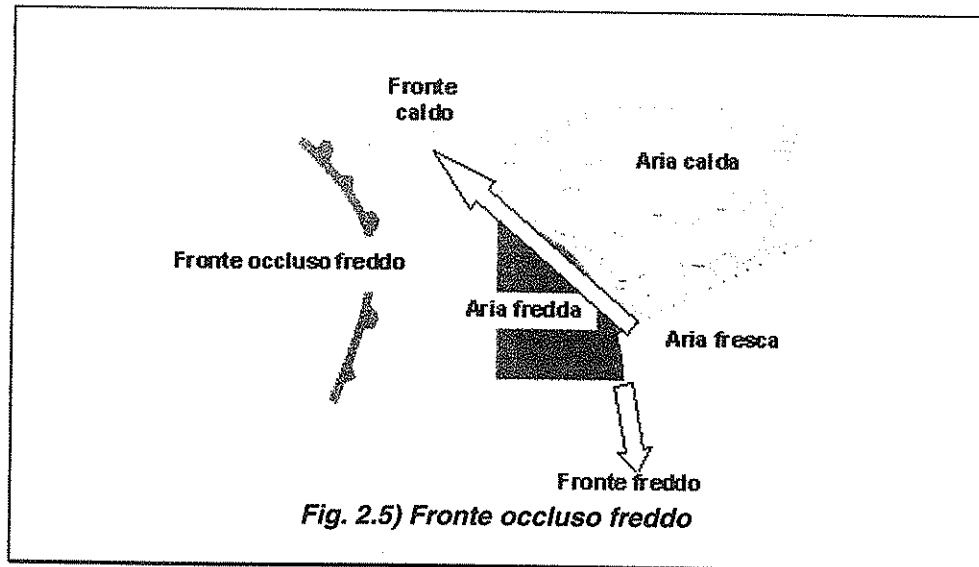 Fronte
caldo
Aria calda
Fronte occluso freddo
Aria fredda
Aria fresca
Fronte freddo
Fig. 2.5) Fronte occluso freddo